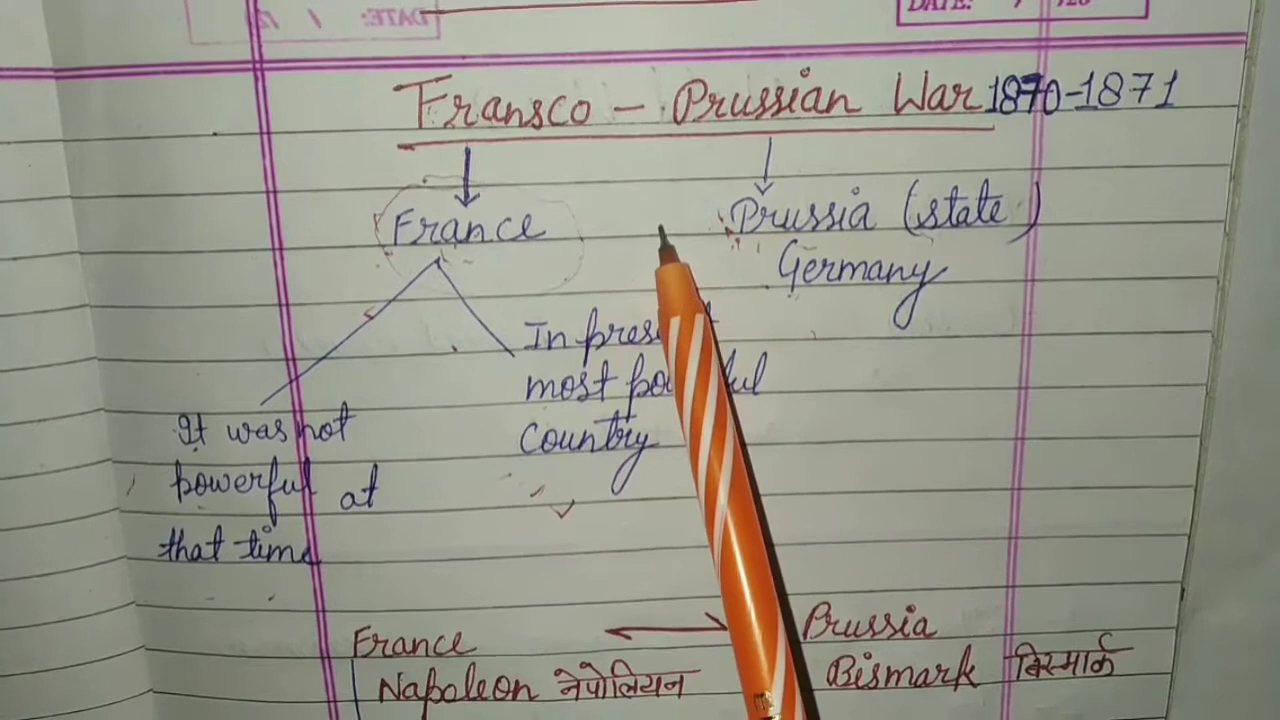 DATE: / /20
Fransco - Prussian War 1870-1871
France
Prussia (state)
Germany
In
most
Country
It was not
powerful at
that time
France
Prussia
Napoleon नेपोलियन
Bismark बिस्मार्क